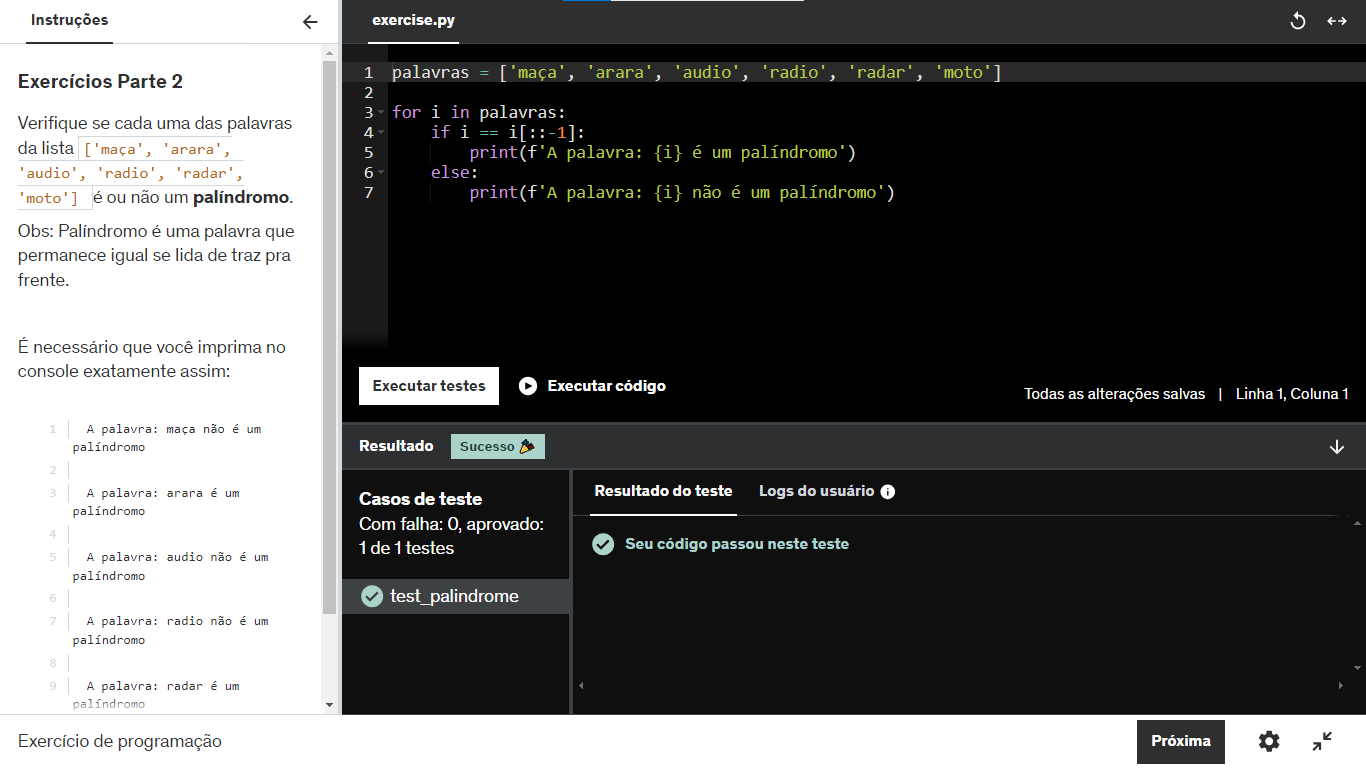 Instruções
Exercícios Parte 2
Verifique se cada uma das palavras
da lista ['maça', 'arara',
'audio', 'radio', 'radar',
'moto'] é ou não um palíndromo.
Obs: Palíndromo é uma palavra que
permanece igual se lida de traz pra
frente.
É necessário que você imprima no
console exatamente assim:
1 A palavra: maça não é um
palíndromo
2
3 A palavra: arara é um
palíndromo
4
5 A palavra: audio não é um
palíndromo
6
7 A palavra: radio não é um
palíndromo
8
9 A palavra: radar é um
palíndromo
exercise.py
1 palavras = ['maça', 'arara', 'audio', 'radio', 'radar', 'moto']
2
3 for i in palavras:
4 if i == i[::-1]:
5 print(f'A palavra: {i} é um palíndromo')
6 else:
7 print(f'A palavra: {i} não é um palíndromo')
Executar testes
Executar código
Todas as alterações salvas | Linha 1, Coluna 1
Resultado Sucesso
Casos de teste
Com falha: 0, aprovado:
1 de 1 testes
test_palindrome
Resultado do teste
Logs do usuário
Seu código passou neste teste
Exercício de programação
Próxima